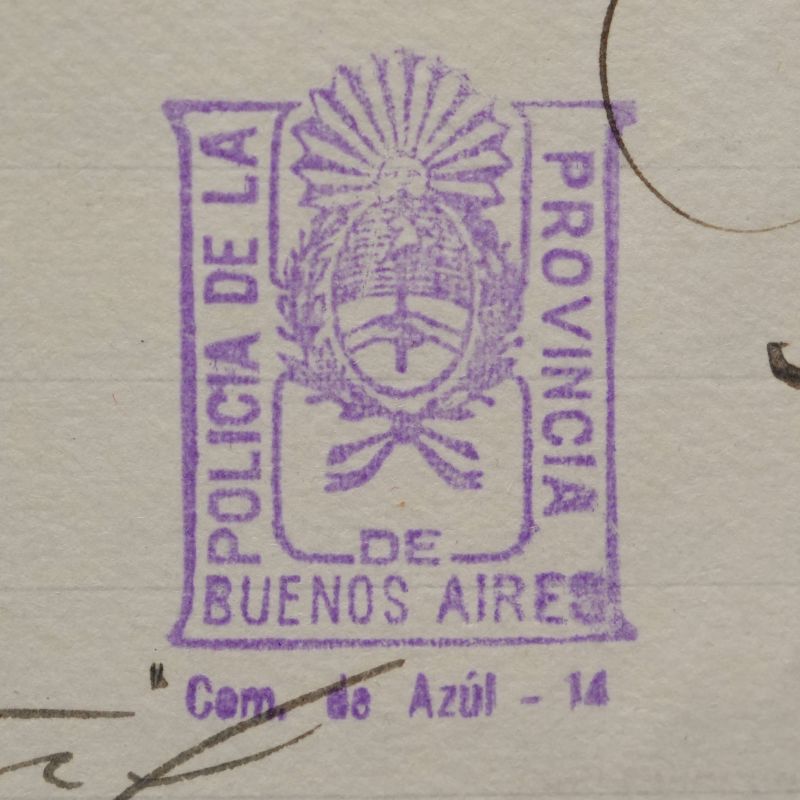 POLICIA DE LA
PROVINCIA
DE
BUENOS AIRES
Com. de Azúl - 14